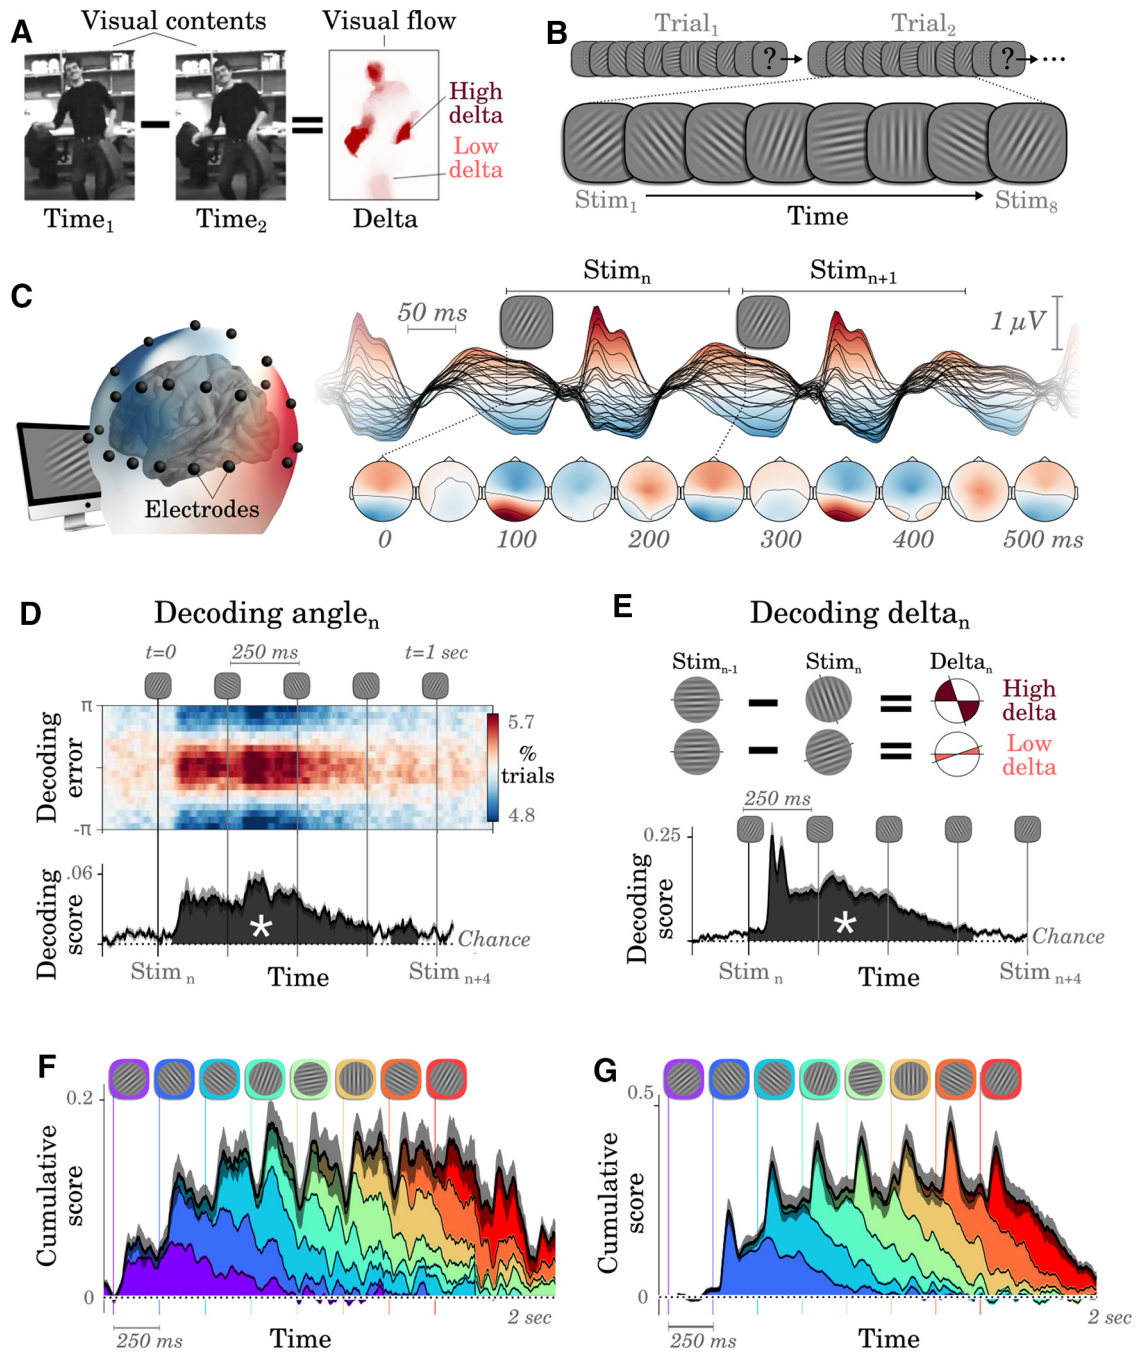 A
Visual contents
Visual flow
High
delta
Low
delta
Time1
Time2
Delta
B
Trial1
Trial2
?
?
...
Stim1
Time
Stim8
C
Electrodes
50 ms
Stimn
Stimn+1
1 µV
0
100
200
300
400
500 ms
D
Decoding anglen
t=0
250 ms
t=1 sec
Decoding
error
π
-π
5.7
%
trials
4.8
Decoding
score
.06
*
Chance
Stim n
Time
Stim n+4
E
Decoding deltan
Stimn-1
Stimn
Deltan
High
delta
Low
delta
250 ms
Decoding
score
0.25
*
Chance
Stim n
Time
Stim n+4
F
Cumulative
score
0.2
0
250 ms
Time
2 sec
G
Cumulative
score
0.5
0
250 ms
Time
2 sec